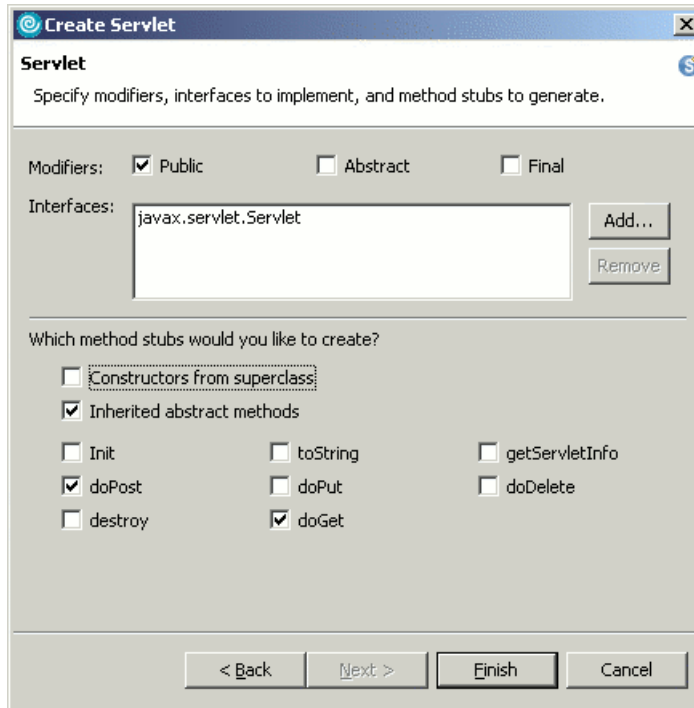 Create Servlet
Servlet
S
Specify modifiers, interfaces to implement, and method stubs to generate.
Modifiers: Public Abstract Final
Interfaces: javax.servlet.Servlet Add...
Remove
Which method stubs would you like to create?
Constructors from superclass
Inherited abstract methods
Init toString getServletInfo
doPost doPut doDelete
destroy doGet
< Back Next > Finish Cancel